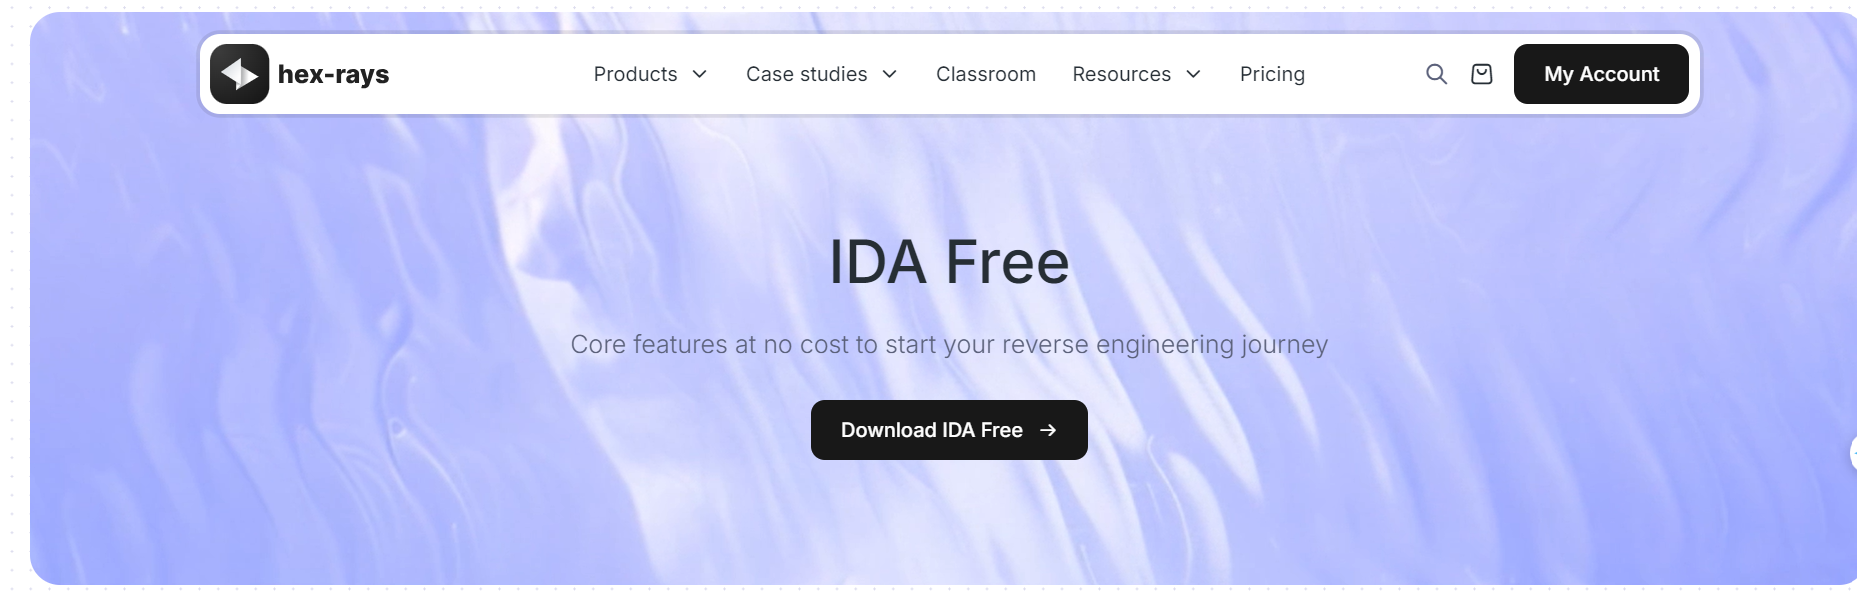 hex-rays
Products
Case studies
Classroom
Resources
Pricing
My Account
IDA Free
Core features at no cost to start your reverse engineering journey
Download IDA Free